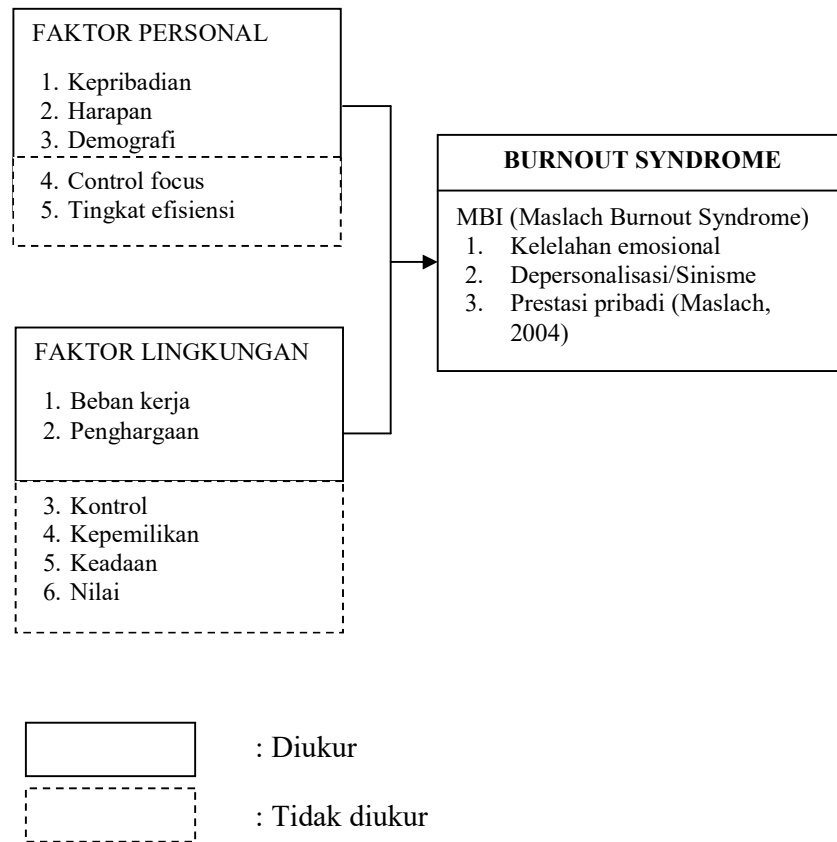 FAKTOR PERSONAL
1. Kepribadian
2. Harapan
3. Demografi
4. Control focus
5. Tingkat efisiensi
FAKTOR LINGKUNGAN
1. Beban kerja
2. Penghargaan
3. Kontrol
4. Kepemilikan
5. Keadaan
6. Nilai
BURNOUT SYNDROME
MBI (Maslach Burnout Syndrome)
1. Kelelahan emosional
2. Depersonalisasi/Sinisme
3. Prestasi pribadi (Maslach,
2004)
: Diukur
: Tidak diukur